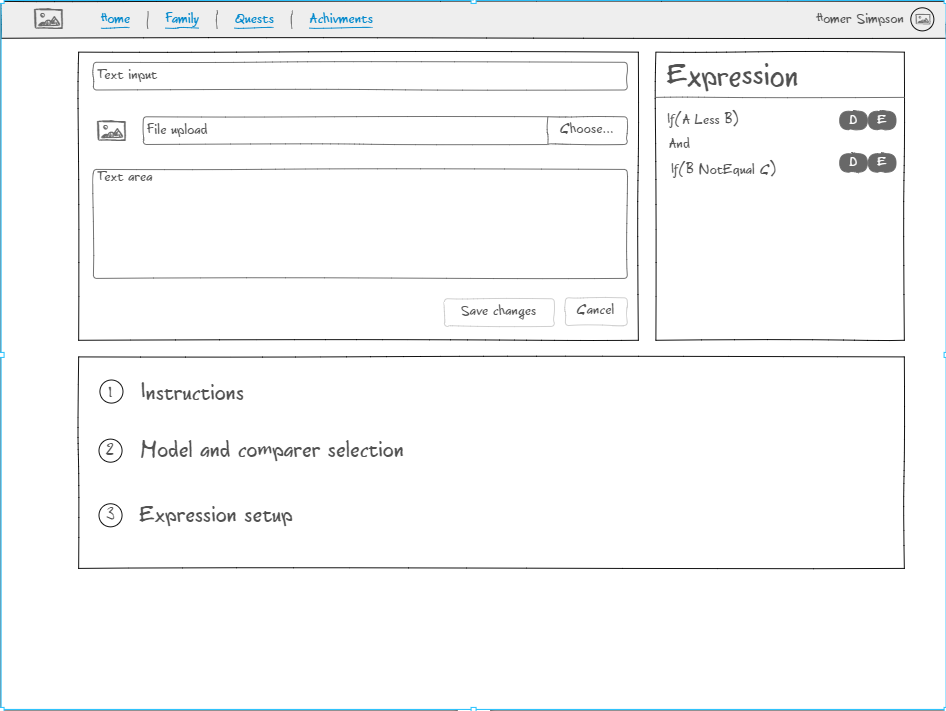 Home | Family | Quests | Achivments
Homer Simpson
Text input
File upload
Choose...
Text area
Save changes
Cancel
Expression
If(A Less B)
D E
And
If(B NotEqual C)
D E
1 Instructions
2 Model and comparer selection
3 Expression setup